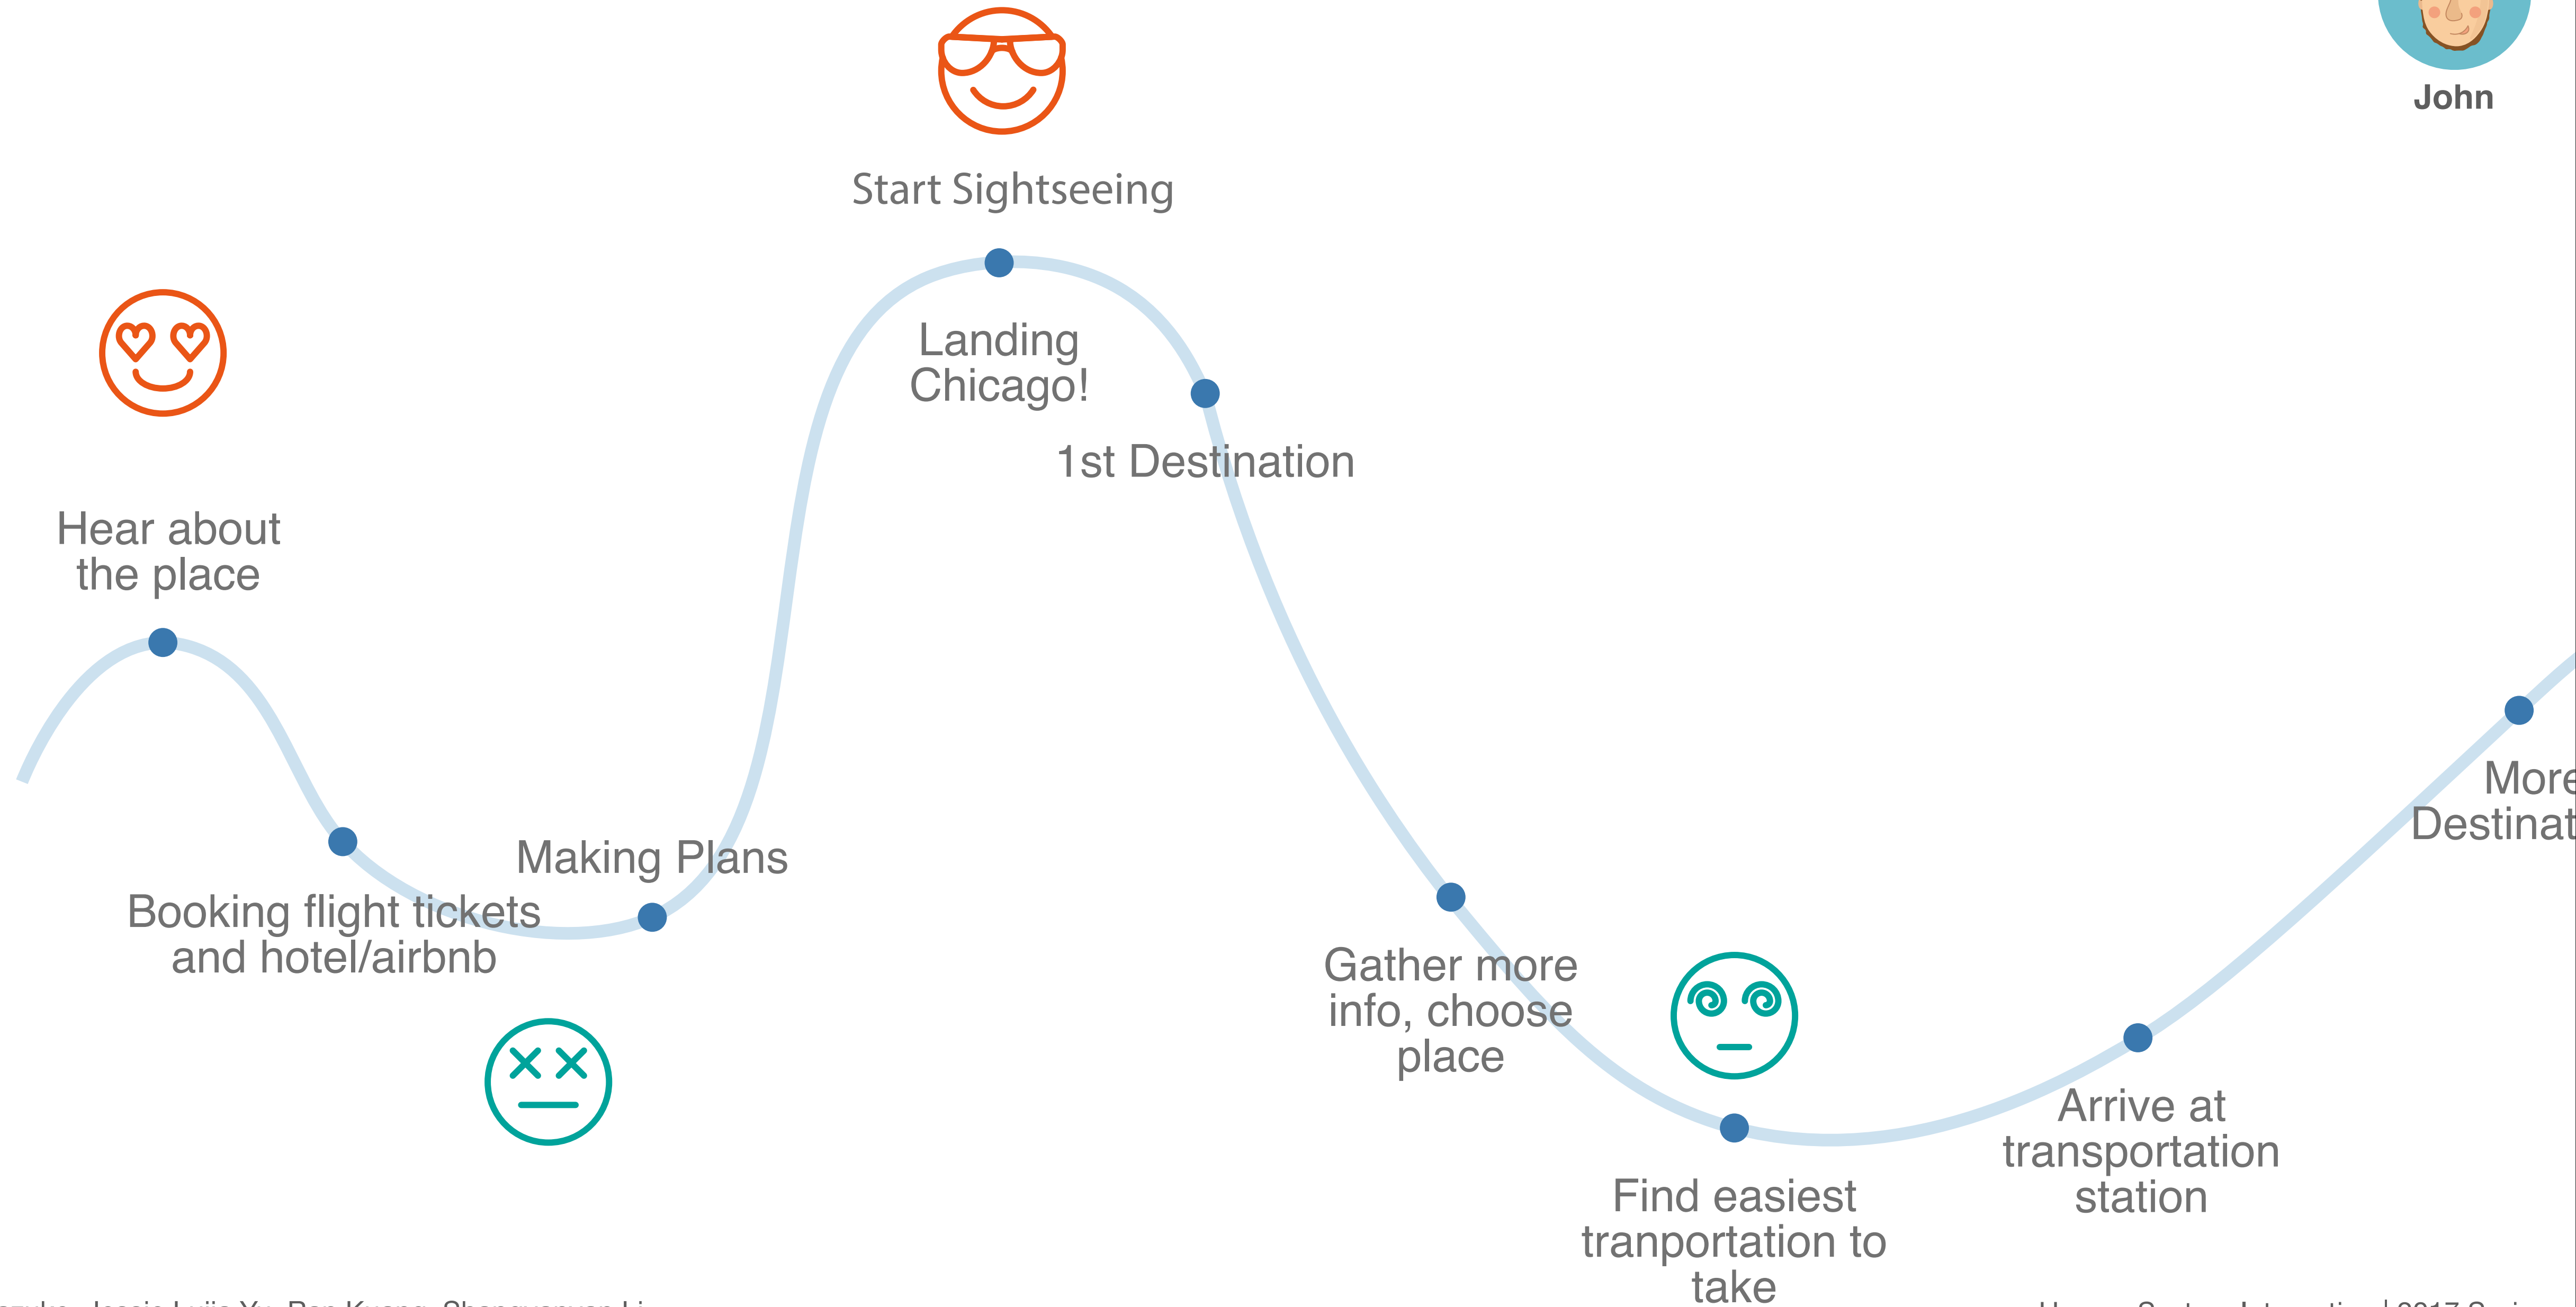 John
Start Sightseeing
Landing
Chicago!
1st Destination
Hear about
the place
Making Plans
Booking flight tickets
and hotel/airbnb
More
Gather more
info, choose
place
Arrive at
transportation
station
Find easiest
tranportation to
take